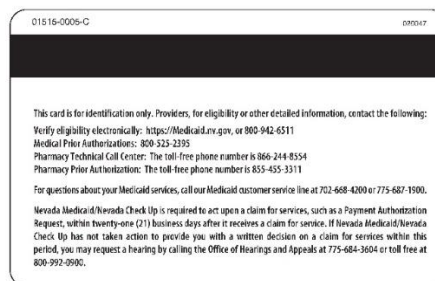 01516-0005-C
020047
This card is for identification only. Providers, for eligibility or other detailed information, contact the following:
Verify eligibility electronically: https://Medicaid.nv.gov, or 800-942-6511
Medical Prior Authorizations: 800-525-2395
Pharmacy Technical Call Center: The toll-free phone number is 866-244-8554
Pharmacy Prior Authorization: The toll-free phone number is 855-455-3311
For questions about your Medicaid services, call our Medicaid customer service line at 702-668-4200 or 775-687-1900.
Nevada Medicaid/Nevada Check Up is required to act upon a claim for services, such as a Payment Authorization
Request, within twenty-one (21) business days after it receives a claim for service. If Nevada Medicaid/Nevada
Check Up has not taken action to provide you with a written decision on a claim for services within this
period, you may request a hearing by calling the Office of Hearings and Appeals at 775-684-3604 or toll free at
800-992-0900.